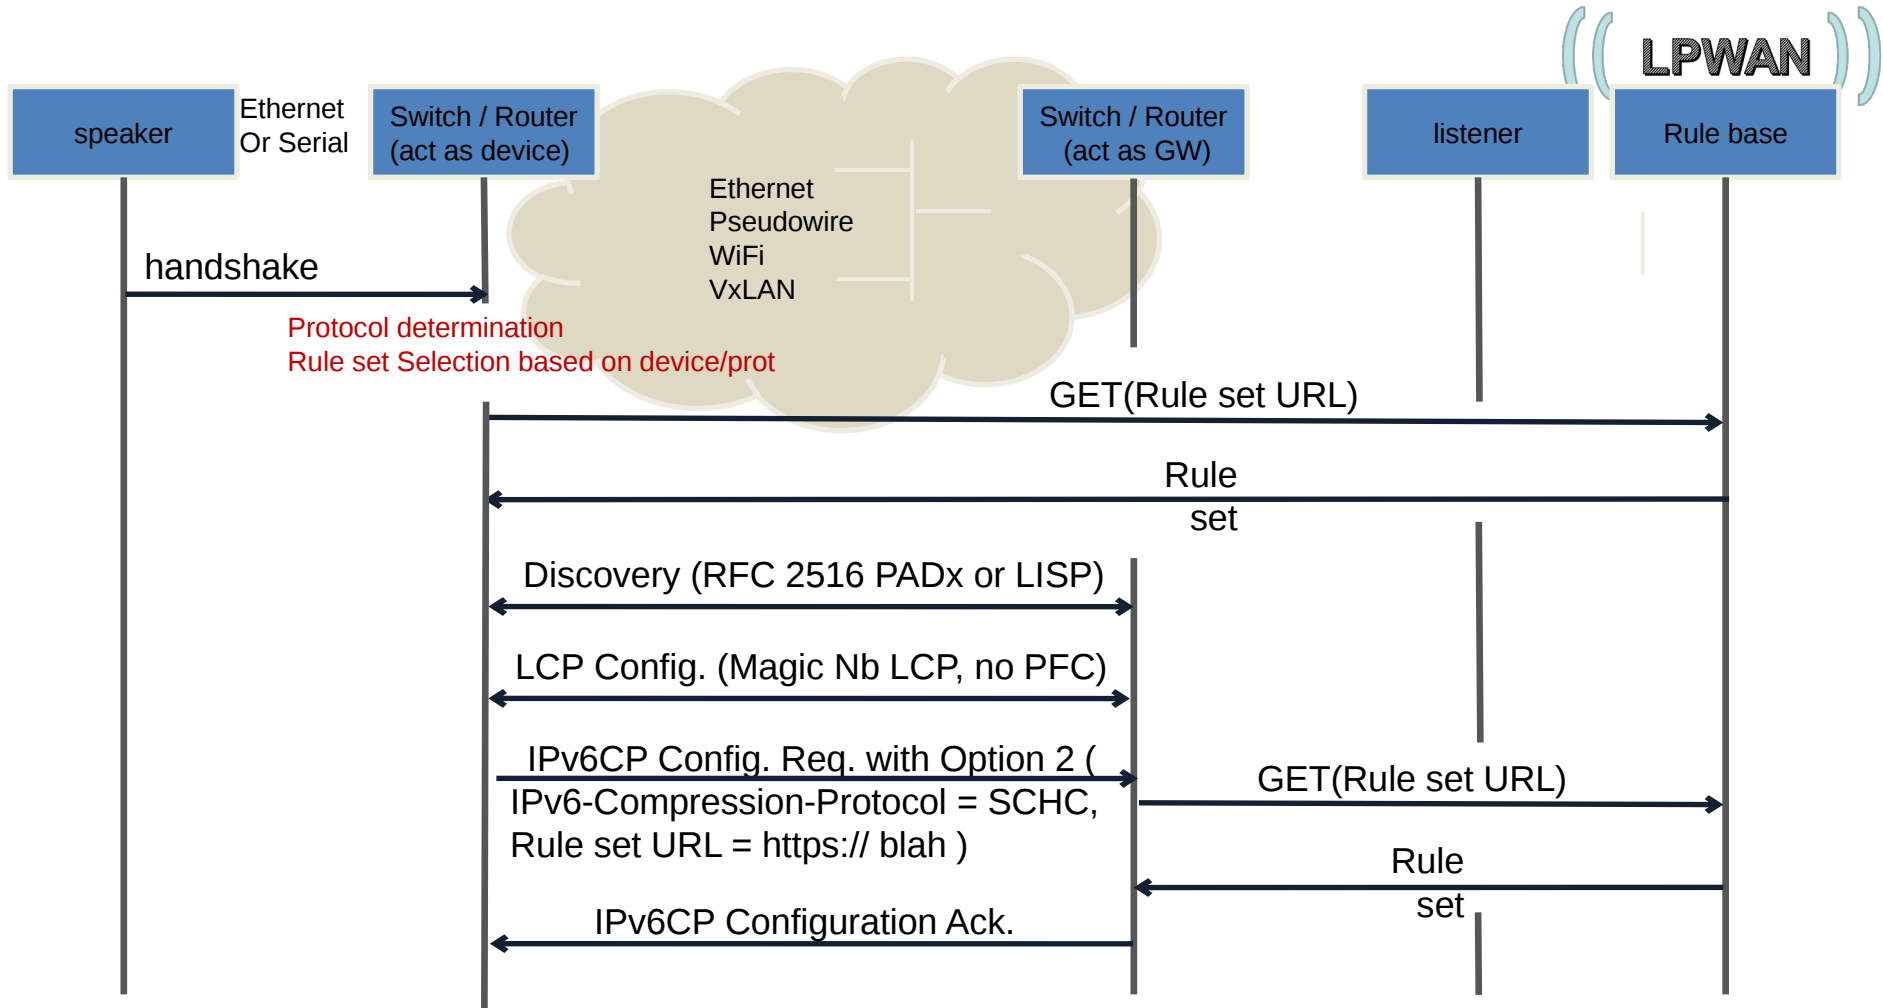 LPWAN
speaker
Ethernet
Or Serial
Switch / Router
(act as device)
Switch / Router
(act as GW)
listener
Rule base
Ethernet
Pseudowire
WiFi
VxLAN
handshake
Protocol determination
Rule set Selection based on device/prot
GET(Rule set URL)
Rule
set
Discovery (RFC 2516 PADx or LISP)
LCP Config. (Magic Nb LCP, no PFC)
IPv6CP Config. Req. with Option 2 (
IPv6-Compression-Protocol = SCHC,
Rule set URL = https:// blah )
GET(Rule set URL)
Rule
set
IPv6CP Configuration Ack.